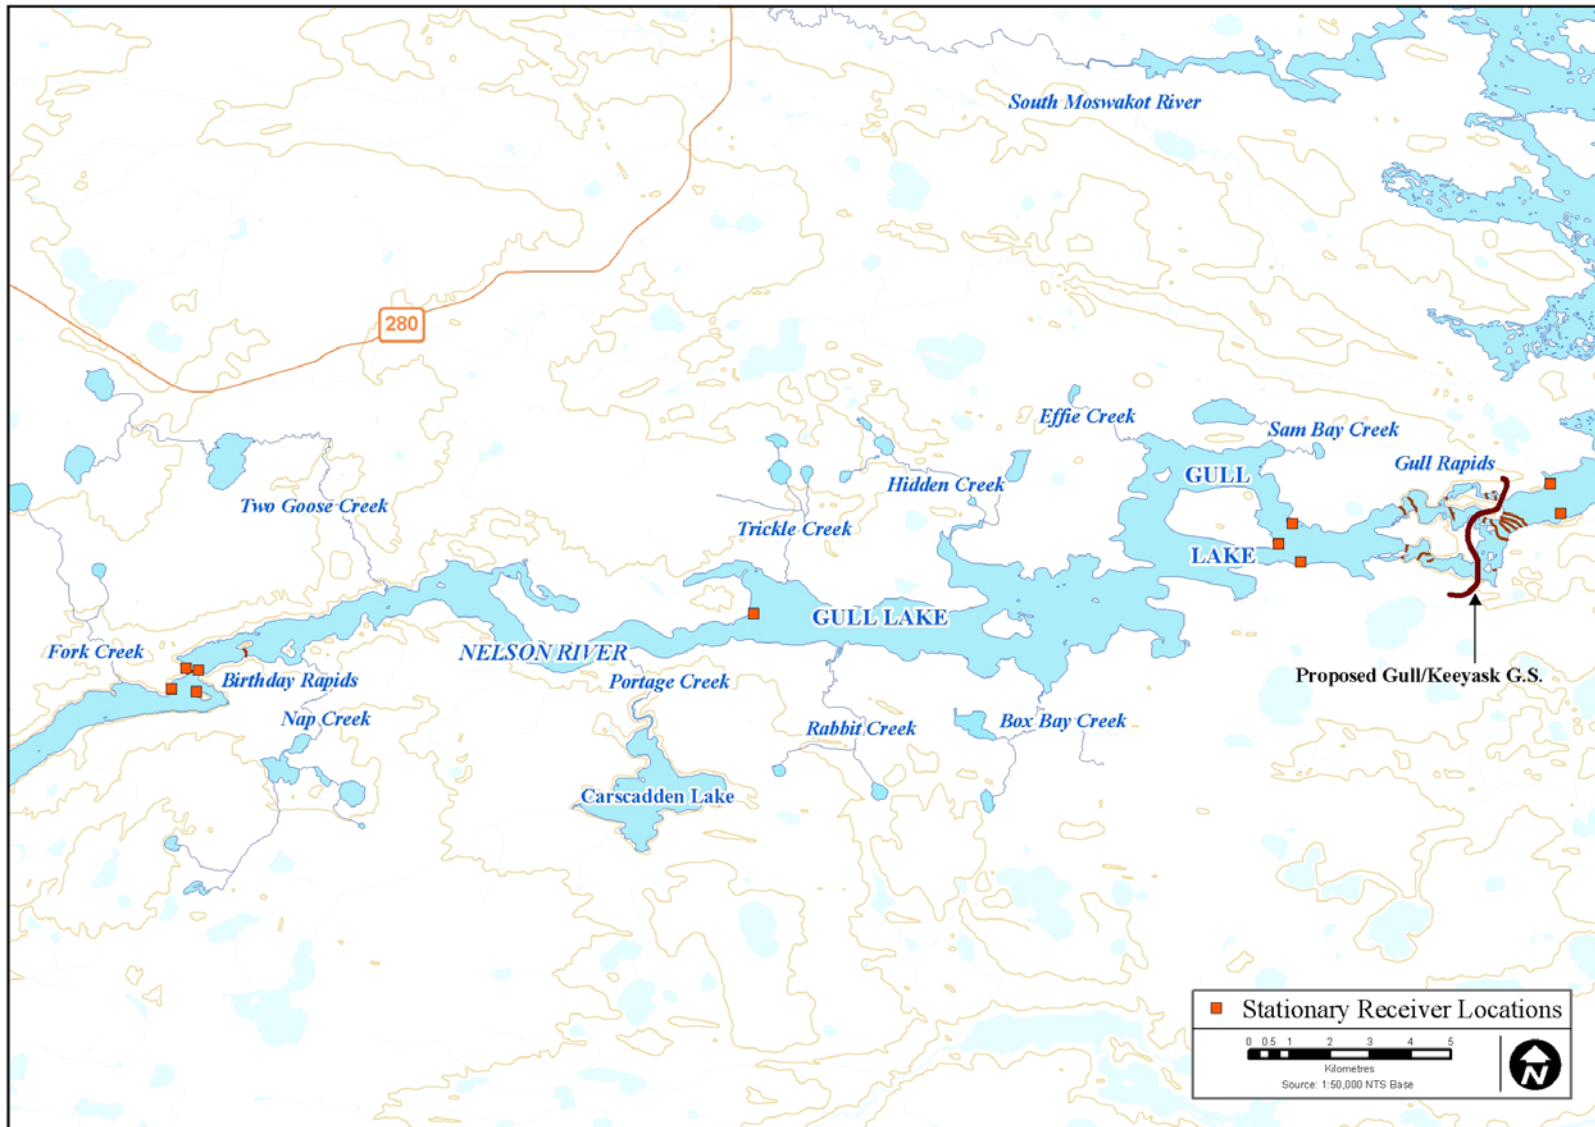 South Moswakot River
280
Effie Creek
Sam Bay Creek
Gull Rapids
GULL
Hidden Creek
Two Goose Creek
Trickle Creek
LAKE
GULL LAKE
Fork Creek
NELSON RIVER
Birthday Rapids
Portage Creek
Proposed Gull/Keeyask G.S.
Nap Creek
Rabbit Creek
Box Bay Creek
Carscadden Lake
Stationary Receiver Locations
0 0.5 1 2 3 4 5
Kilometres
Source: 1:50,000 NTS Base
N